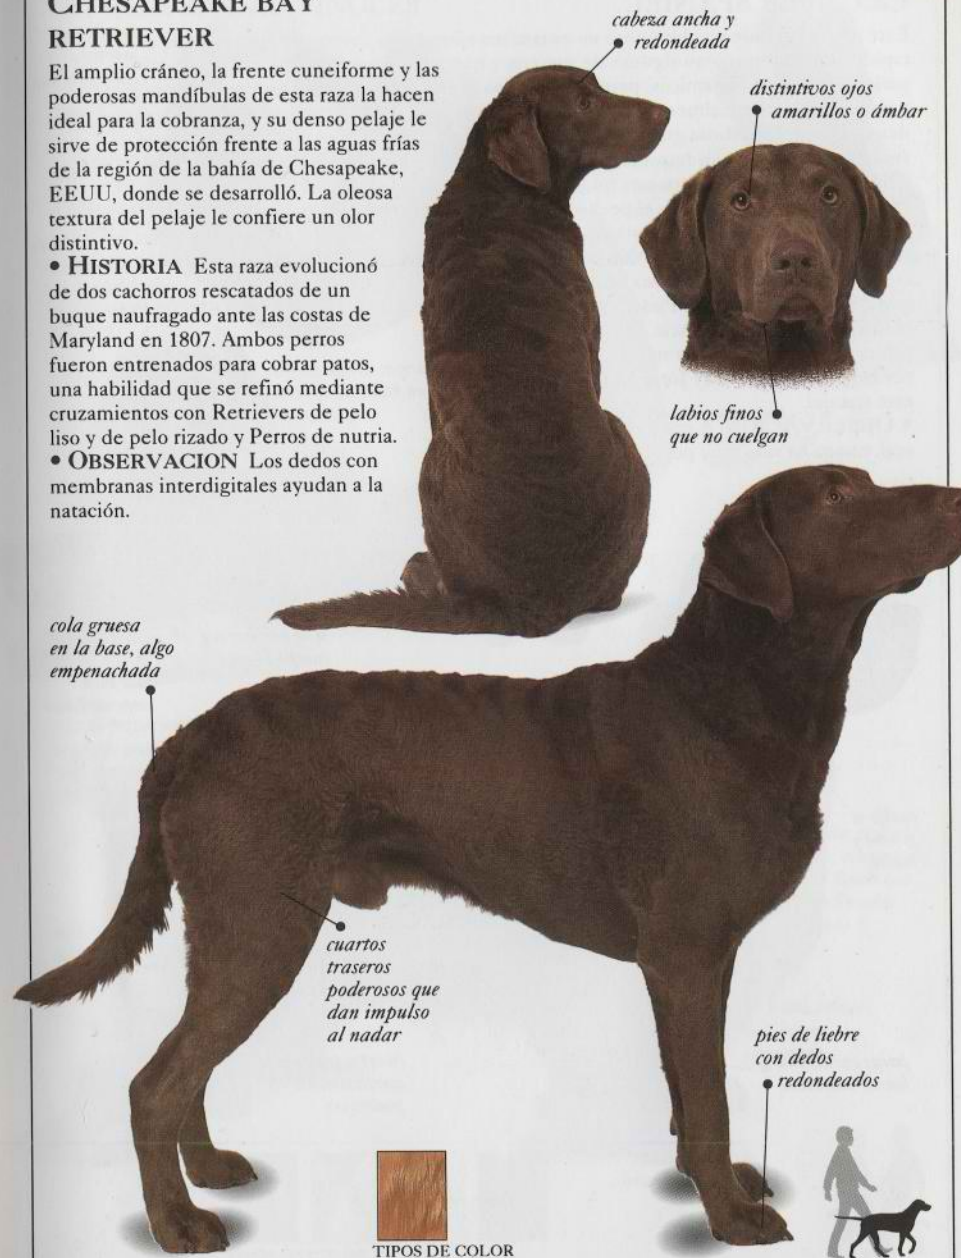 CHESAPEAKE BAY
RETRIEVER
El amplio cráneo, la frente cuneiforme y las
poderosas mandíbulas de esta raza la hacen
ideal para la cobranza, y su denso pelaje le
sirve de protección frente a las aguas frías
de la región de la bahía de Chesapeake,
EEUU, donde se desarrolló. La oleosa
textura del pelaje le confiere un olor
distintivo.
• HISTORIA Esta raza evolucionó
de dos cachorros rescatados de un
buque naufragado ante las costas de
Maryland en 1807. Ambos perros
fueron entrenados para cobrar patos,
una habilidad que se refinó mediante
cruzamientos con Retrievers de pelo
liso y de pelo rizado y Perros de nutria.
• OBSERVACION Los dedos con
membranas interdigitales ayudan a la
natación.
cabeza ancha y
redondeada
distintivos ojos
amarillos o ámbar
labios finos
que no cuelgan
cola gruesa
en la base, algo
empenachada
cuartos
traseros
poderosos que
dan impulso
al nadar
pies de liebre
con dedos
redondeados
TIPOS DE COLOR